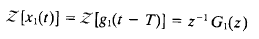 𝒵[x₁(t)] = 𝒵[g₁(t − T)] = z⁻¹G₁(z)